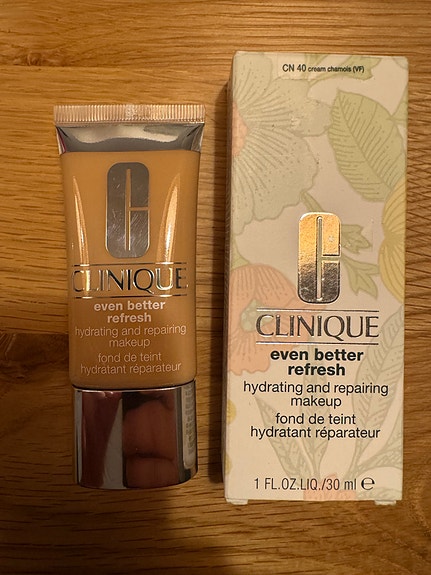 CLINIQUE
even better
refresh
hydrating and repairing
makeup
fond de teint
hydratant réparateur
CN 40 cream chamois (VF)
CLINIQUE
even better
refresh
hydrating and repairing
makeup
fond de teint
hydratant réparateur
1 FL.OZ.LIQ./30 ml ℮